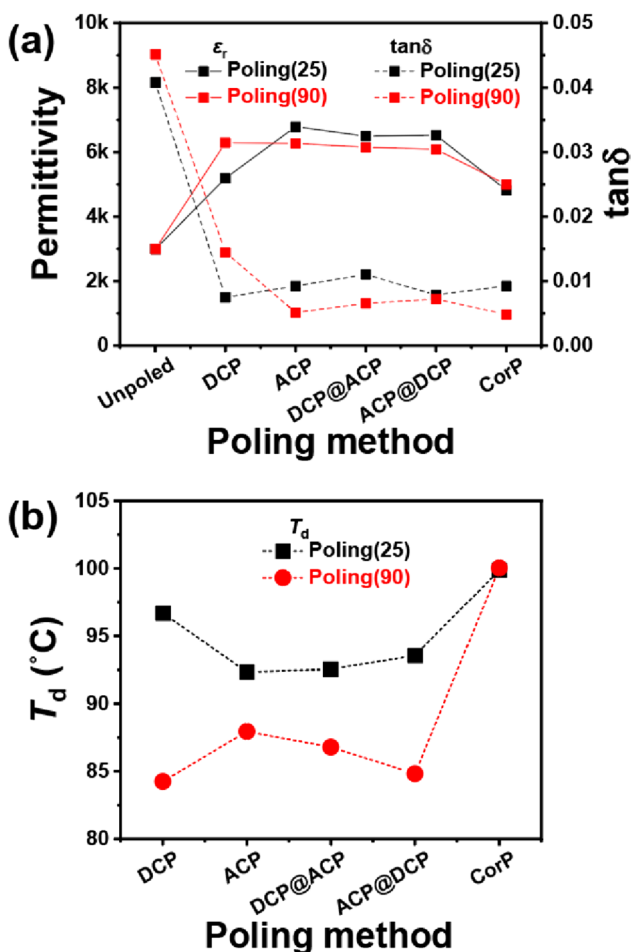 (a)
10k
8k
6k
4k
2k
0
Permittivity
εr
Poling(25)
Poling(90)
tanδ
Poling(25)
Poling(90)
0.05
0.04
0.03
0.02
0.01
0.00
tanδ
Unpoled
DCP
ACP
DCP@ACP
ACP@DCP
CorP
Poling method
(b)
105
100
95
90
85
80
Td (°C)
Td
Poling(25)
Poling(90)
DCP
ACP
DCP@ACP
ACP@DCP
CorP
Poling method